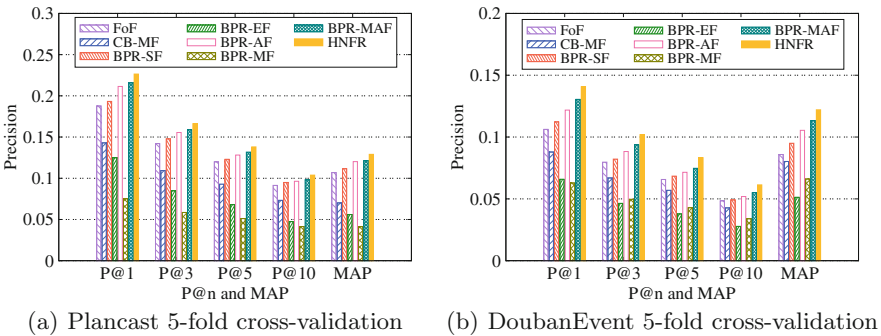 0.3
0.25
0.2
0.15
0.1
0.05
0
Precision
FoF
CB-MF
BPR-SF
BPR-EF
BPR-MF
BPR-AF
BPR-MAF
HNFR
P@1 P@3 P@5 P@10 MAP
P@n and MAP
(a) Plancast 5-fold cross-validation
0.2
0.15
0.1
0.05
0
Precision
FoF
CB-MF
BPR-SF
BPR-EF
BPR-MF
BPR-AF
BPR-MAF
HNFR
P@1 P@3 P@5 P@10 MAP
P@n and MAP
(b) DoubanEvent 5-fold cross-validation